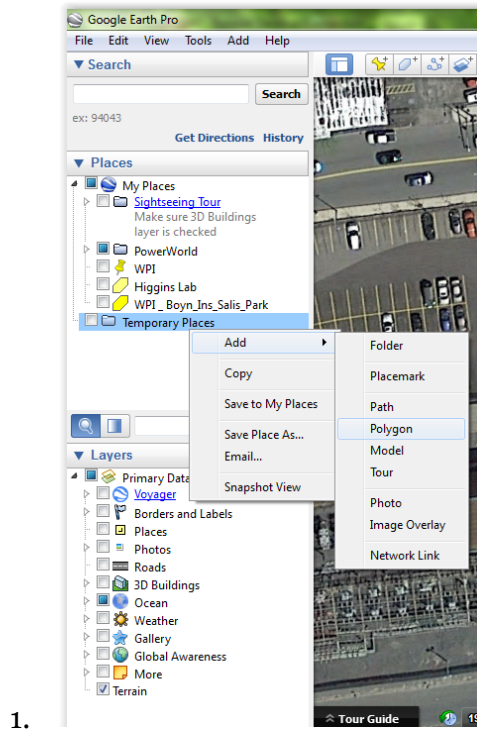 Google Earth Pro
File Edit View Tools Add Help
Search
Search
ex: 94043
Get Directions History
Places
My Places
Sightseeing Tour
Make sure 3D Buildings
layer is checked
PowerWorld
WPI
Higgins Lab
WPI _ Boyn_Ins_Salis_Park
Temporary Places
Add
Copy
Save to My Places
Save Place As...
Email...
Snapshot View
Folder
Placemark
Path
Polygon
Model
Tour
Photo
Image Overlay
Network Link
Layers
Primary Data
Voyager
Borders and Labels
Places
Photos
Roads
3D Buildings
Ocean
Weather
Gallery
Global Awareness
More
Terrain
Tour Guide 19
1.